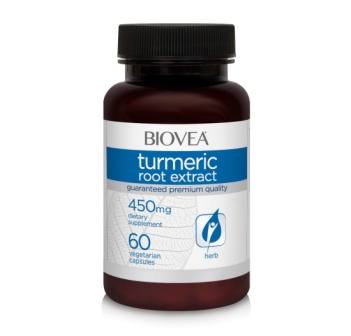 BIOVEA
turmeric
root extract
guaranteed premium quality
450mg
dietary
supplement
60
vegetarian
capsules
herb